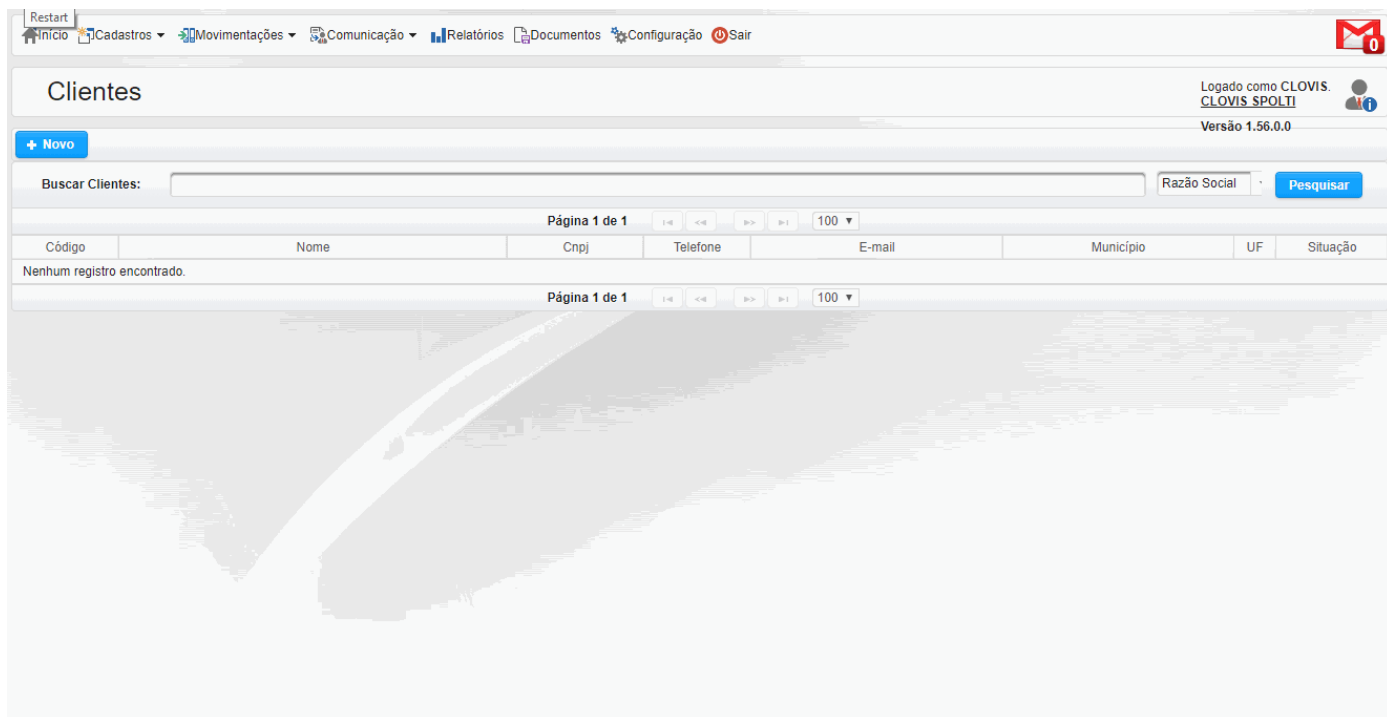 Restart
Início Cadastros Movimentações Comunicação Relatórios Documentos Configuração Sair
0
Clientes
Logado como CLOVIS.
CLOVIS SPOLTI
Versão 1.56.0.0
+ Novo
Buscar Clientes: Razão Social Pesquisar
Página 1 de 1 100
Código Nome Cnpj Telefone E-mail Município UF Situação
Nenhum registro encontrado.
Página 1 de 1 100